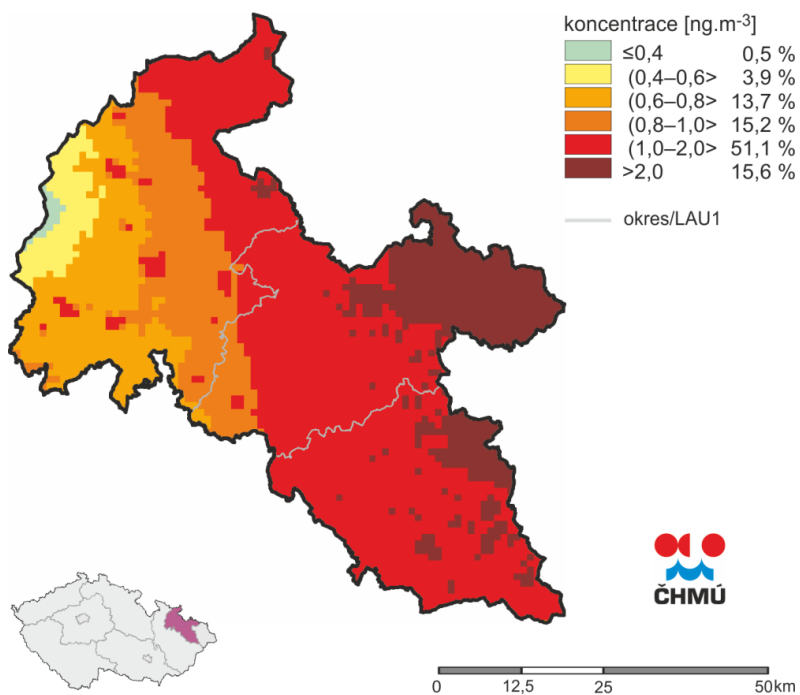 koncentrace [ng.m-3]
≤0,4 0,5 %
(0,4–0,6> 3,9 %
(0,6–0,8> 13,7 %
(0,8–1,0> 15,2 %
(1,0–2,0> 51,1 %
>2,0 15,6 %
okres/LAU1
ČHMÚ
0 12,5 25 50km